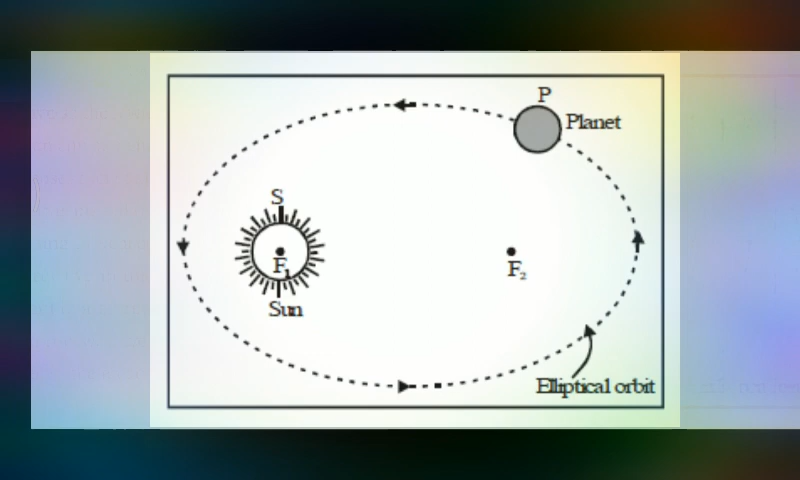 P
Planet
S
F₁
F₂
Sun
Elliptical orbit